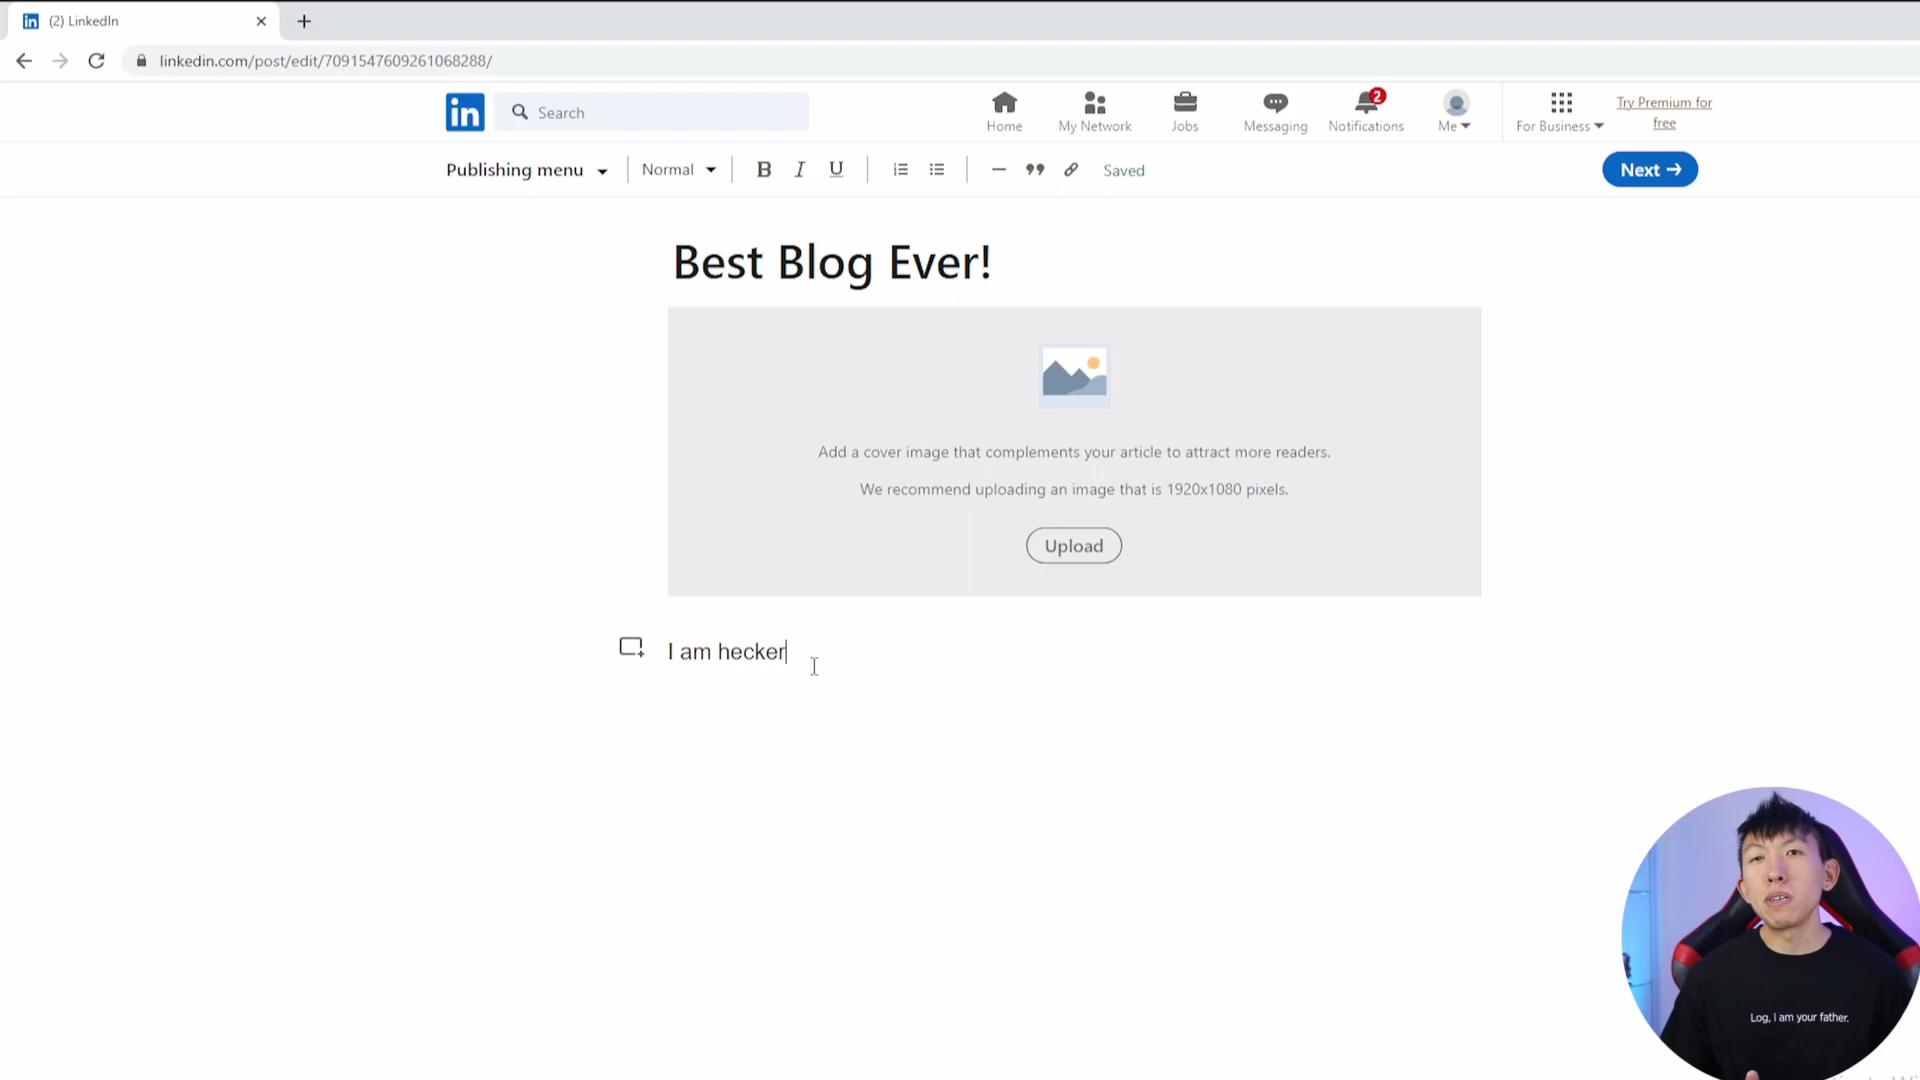 (2) LinkedIn
linkedin.com/post/edit/7091547609261068288/
in Search
Home My Network Jobs Messaging Notifications 2 Me For Business Try Premium for
free
Publishing menu Normal B I U Saved Next →
Best Blog Ever!
Add a cover image that complements your article to attract more readers.
We recommend uploading an image that is 1920x1080 pixels.
Upload
I am hecker
Log, I am your father.